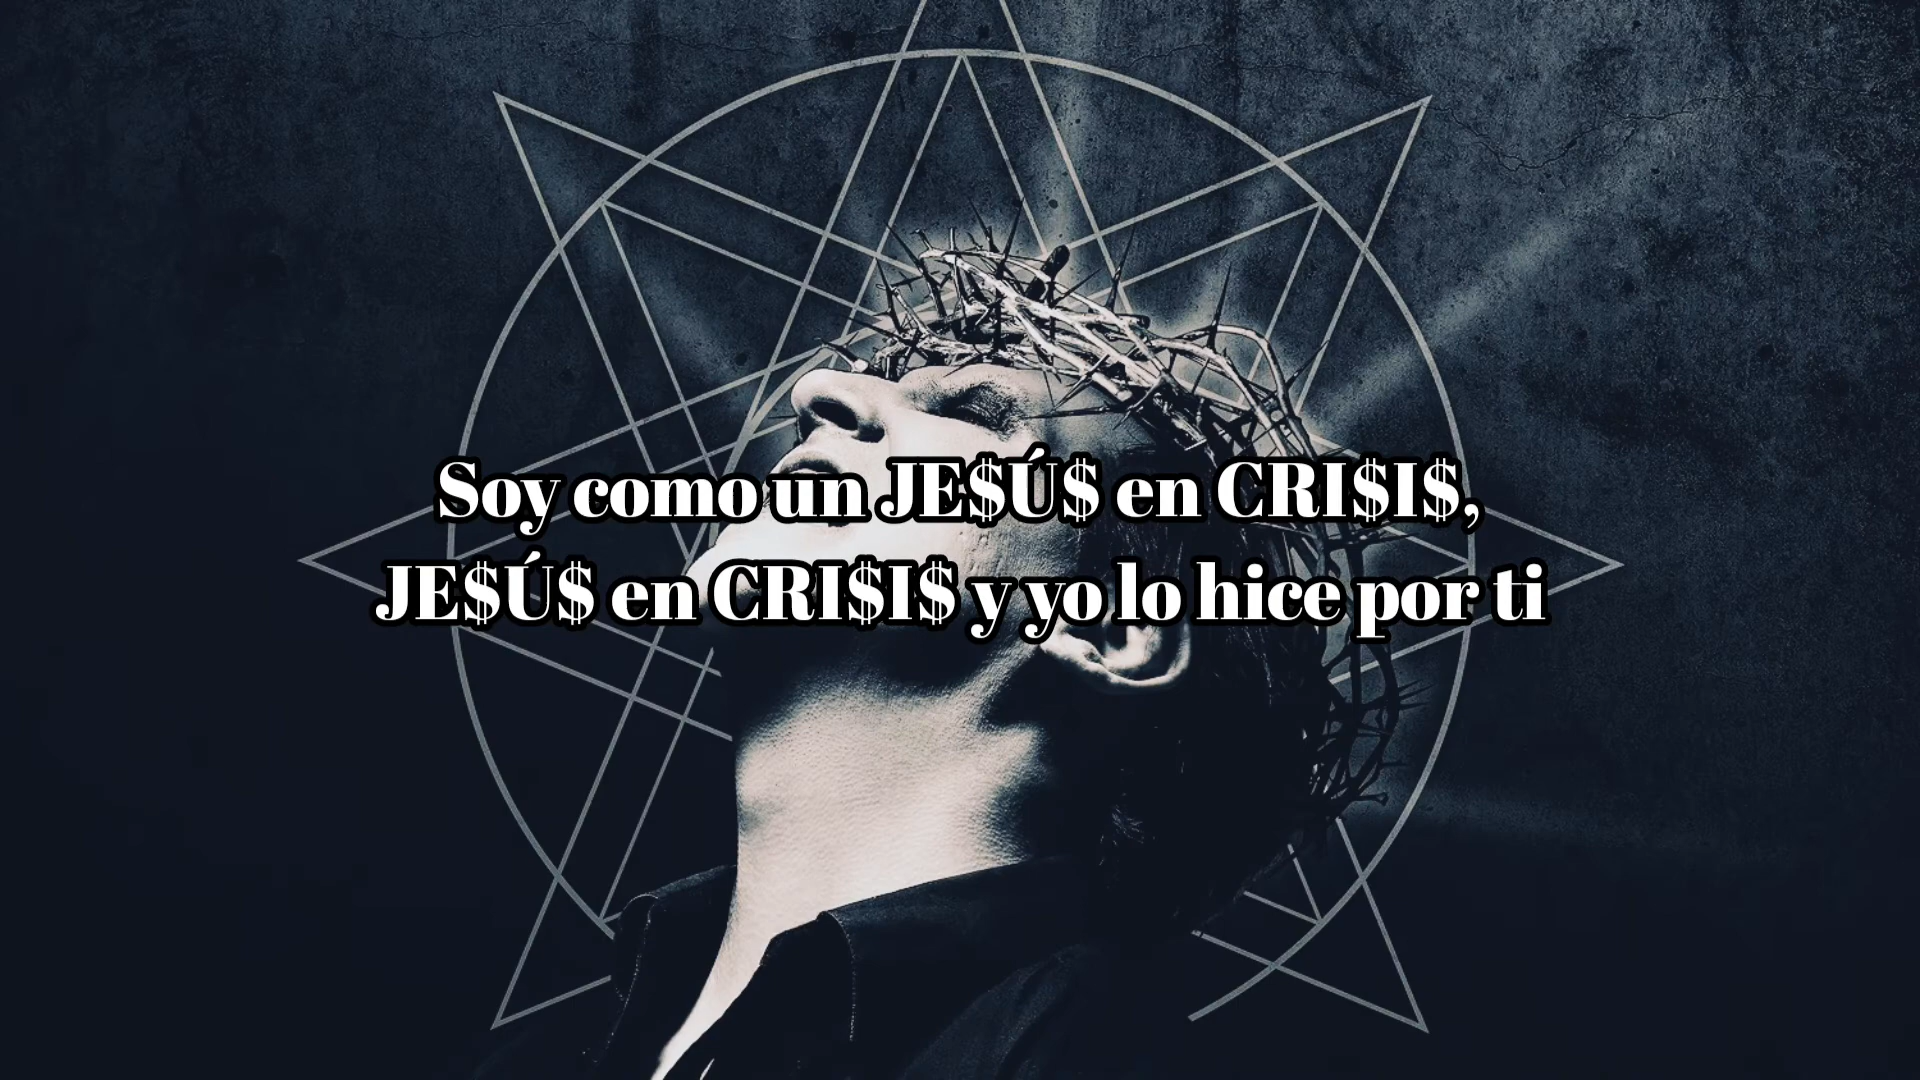 Soy como un JE$Ú$ en CRI$I$,
JE$Ú$ en CRI$I$ y yo lo hice por ti